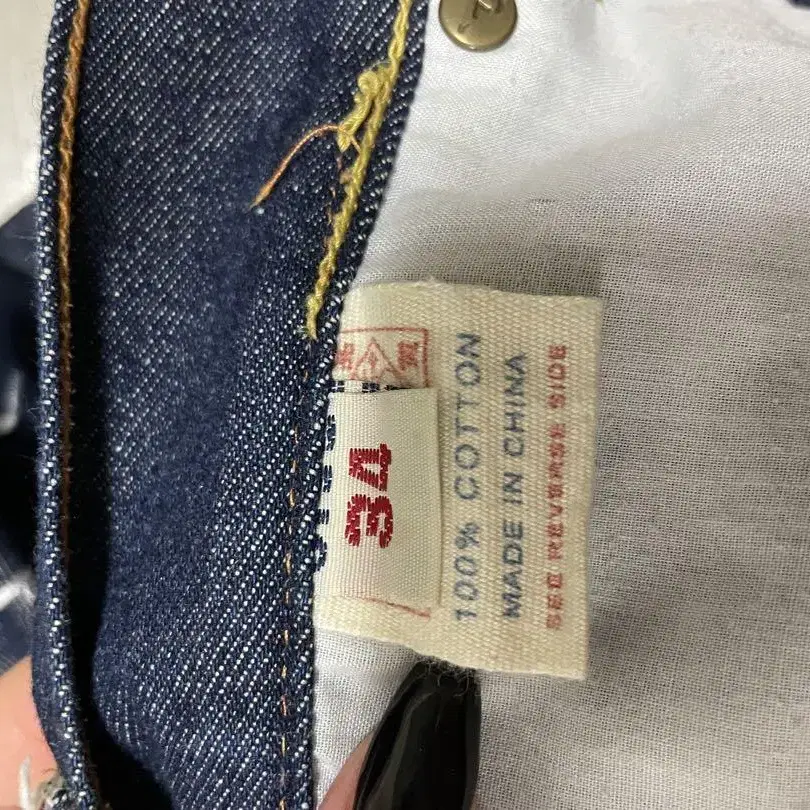 34
100% COTTON
MADE IN CHINA
SEE REVERSE SIDE